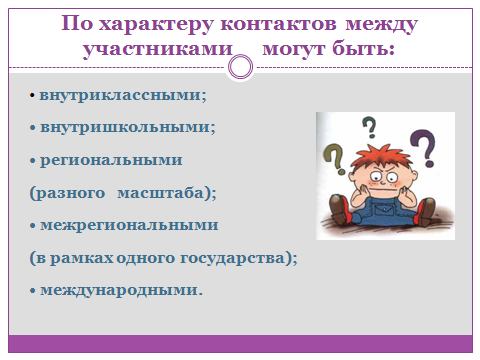 По характеру контактов между
участниками могут быть:
• внутриклассными;
• внутришкольными;
• региональными
(разного масштаба);
• межрегиональными
(в рамках одного государства);
• международными.
? ? ?